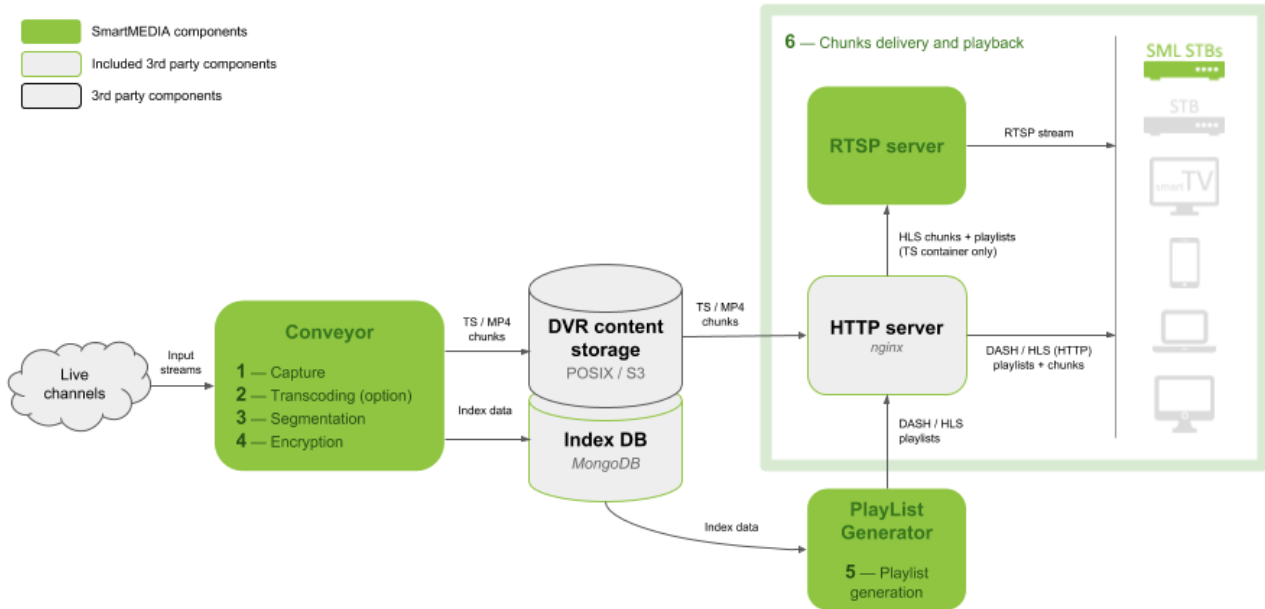 SmartMEDIA components
Included 3rd party components
3rd party components
6 — Chunks delivery and playback
SML STBs
STB
smartTV
RTSP server
RTSP stream
HLS chunks + playlists
(TS container only)
HTTP server
nginx
DASH / HLS (HTTP)
playlists + chunks
DASH / HLS
playlists
Live
channels
Input
streams
Conveyor
1 — Capture
2 — Transcoding (option)
3 — Segmentation
4 — Encryption
TS / MP4
chunks
Index data
DVR content
storage
POSIX / S3
TS / MP4
chunks
Index DB
MongoDB
Index data
PlayList
Generator
5 — Playlist
generation